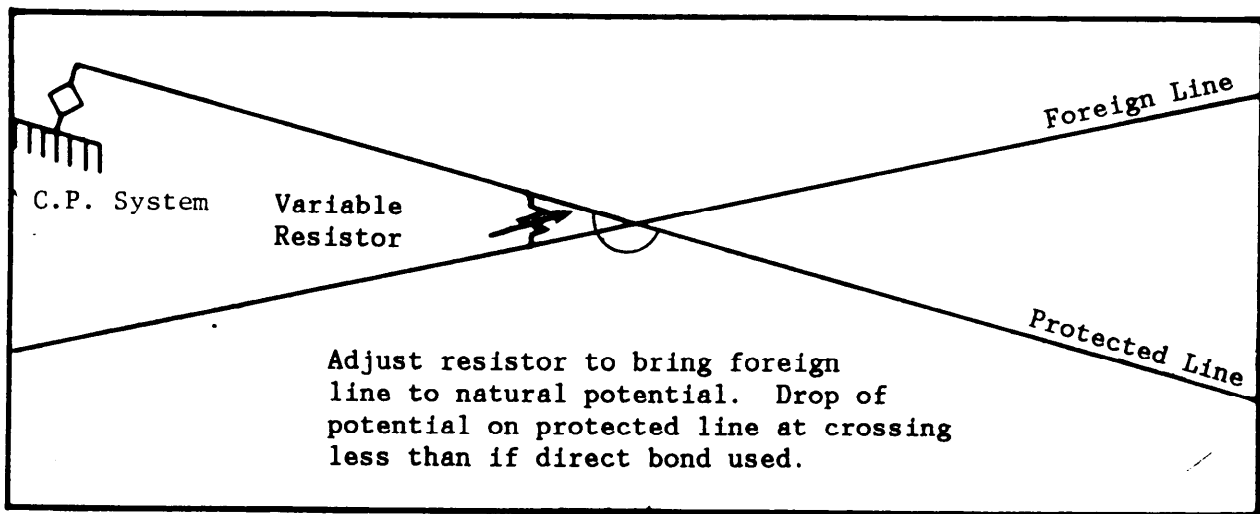 Foreign Line
C.P. System
Variable
Resistor
Protected Line
Adjust resistor to bring foreign
line to natural potential. Drop of
potential on protected line at crossing
less than if direct bond used.